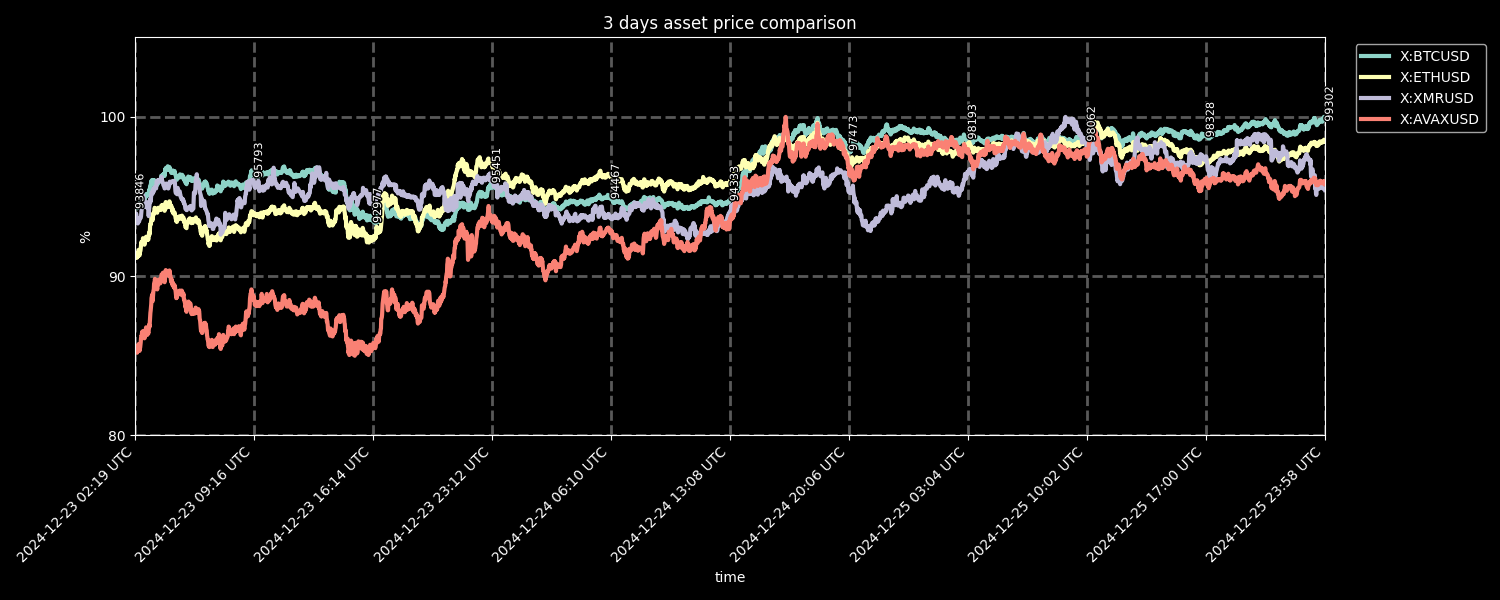 3 days asset price comparison
X:BTCUSD
X:ETHUSD
X:XMRUSD
X:AVAXUSD
%
100
90
80
93846
95793
92977
95451
94467
94333
97473
98193
98062
98328
99302
2024-12-23 02:19 UTC
2024-12-23 09:16 UTC
2024-12-23 16:14 UTC
2024-12-23 23:12 UTC
2024-12-24 06:10 UTC
2024-12-24 13:08 UTC
2024-12-24 20:06 UTC
2024-12-25 03:04 UTC
2024-12-25 10:02 UTC
2024-12-25 17:00 UTC
2024-12-25 23:58 UTC
time